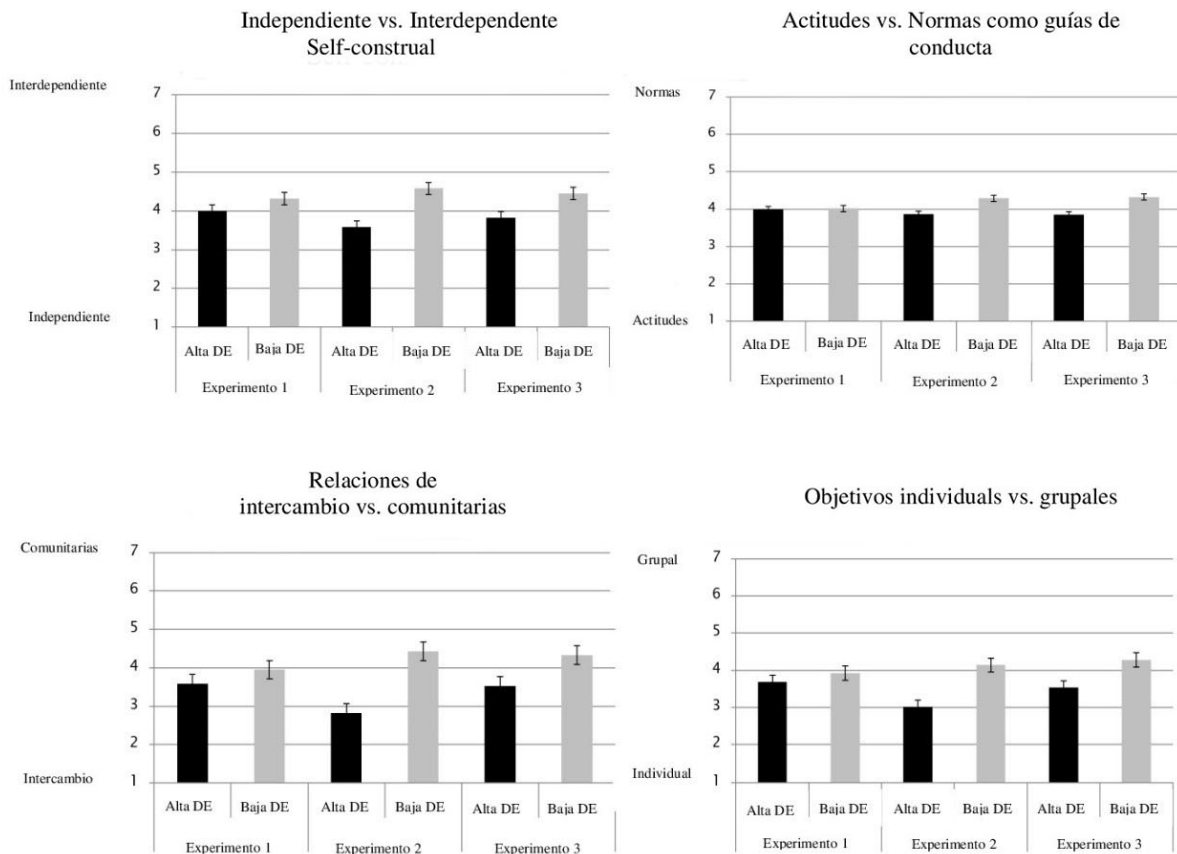 Independiente vs. Interdependente
Self-construal
Interdependiente
7
6
5
4
3
2
Independiente
1
Alta DE Baja DE Alta DE Baja DE Alta DE Baja DE
Experimento 1 Experimento 2 Experimento 3
Actitudes vs. Normas como guías de
conducta
Normas
7
6
5
4
3
2
Actitudes
1
Alta DE Baja DE Alta DE Baja DE Alta DE Baja DE
Experimento 1 Experimento 2 Experimento 3
Relaciones de
intercambio vs. comunitarias
Comunitarias
7
6
5
4
3
2
Intercambio
1
Alta DE Baja DE Alta DE Baja DE Alta DE Baja DE
Experimento 1 Experimento 2 Experimento 3
Objetivos individuals vs. grupales
Grupal
7
6
5
4
3
2
Individual
1
Alta DE Baja DE Alta DE Baja DE Alta DE Baja DE
Experimento 1 Experimento 2 Experimento 3